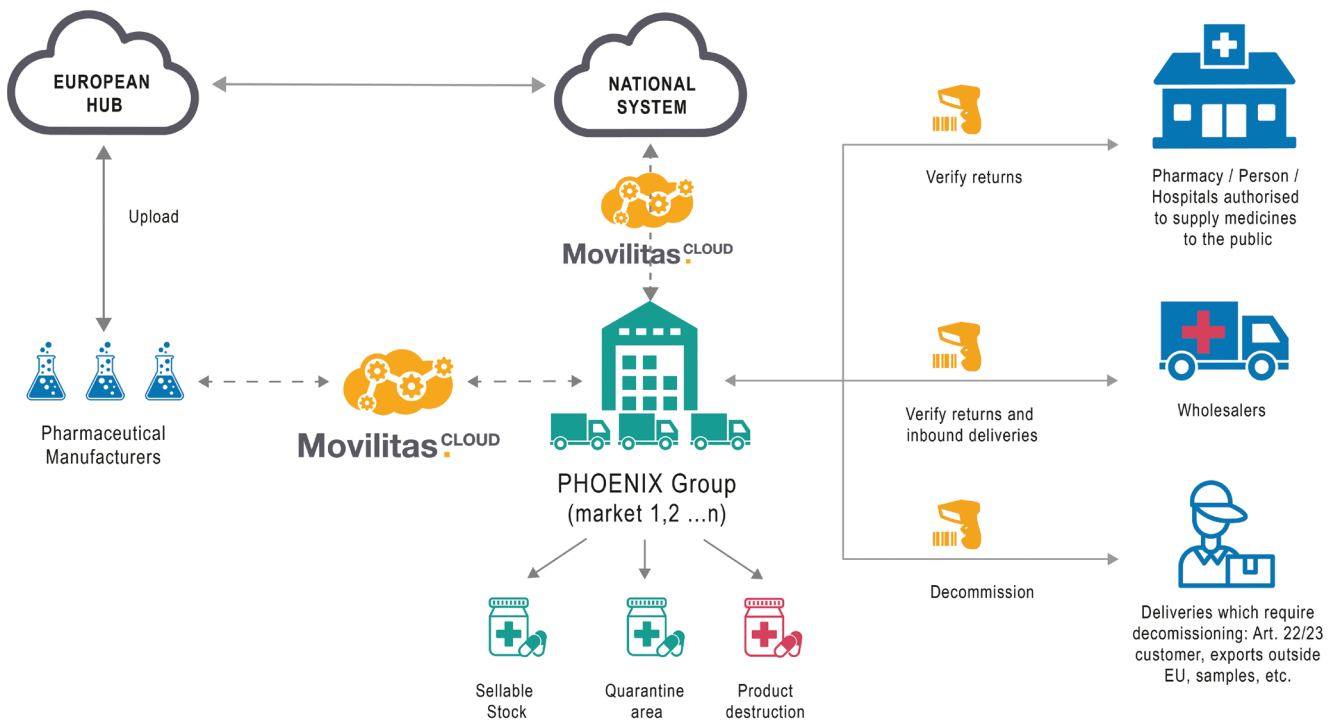 EUROPEAN
HUB
NATIONAL
SYSTEM
Upload
Movilitas.CLOUD
Verify returns
Pharmacy / Person /
Hospitals authorised
to supply medicines
to the public
Pharmaceutical
Manufacturers
Movilitas.CLOUD
PHOENIX Group
(market 1,2 ...n)
Verify returns and
inbound deliveries
Wholesalers
Decommission
Deliveries which require
decomissioning: Art. 22/23
customer, exports outside
EU, samples, etc.
Sellable
Stock
Quarantine
area
Product
destruction